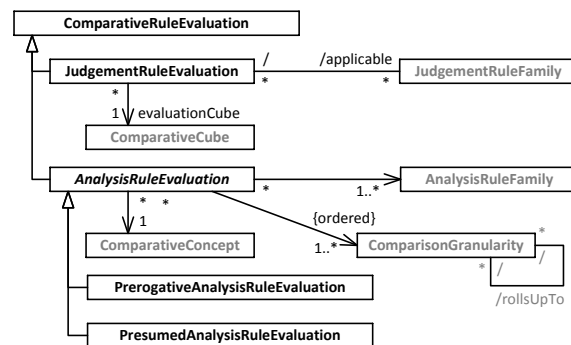 ComparativeRuleEvaluation
JudgementRuleEvaluation
/
/applicable
JudgementRuleFamily
*
*
*
1
evaluationCube
ComparativeCube
AnalysisRuleEvaluation
*
1..*
AnalysisRuleFamily
*
*
1
{ordered}
1..*
ComparativeConcept
ComparisonGranularity
*
/
*
/
/rollsUpTo
PrerogativeAnalysisRuleEvaluation
PresumedAnalysisRuleEvaluation